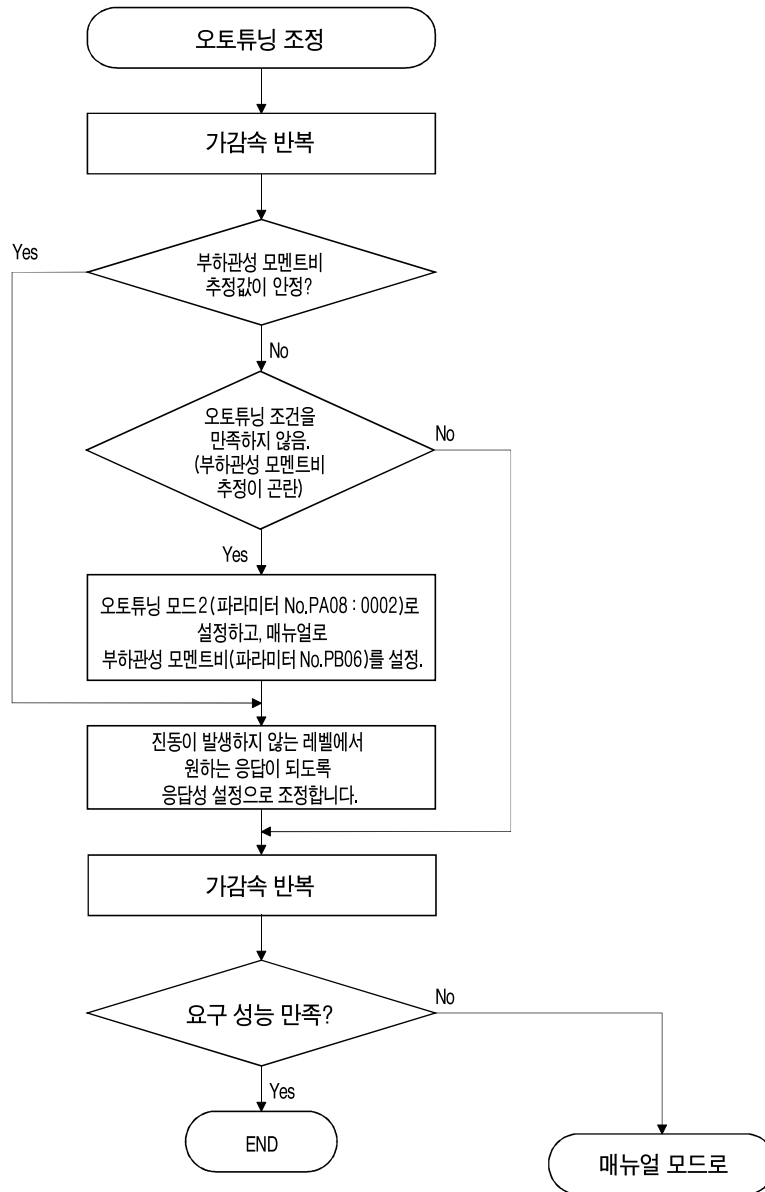 오토튜닝 조정
가감속 반복
Yes
부하관성 모멘트비
추정값이 안정?
No
오토튜닝 조건을
만족하지 않음.
(부하관성 모멘트비
추정이 곤란)
No
Yes
오토튜닝 모드2(파라미터 No.PA08 : 0002)로
설정하고, 매뉴얼로
부하관성 모멘트비(파라미터 No.PB06)를 설정.
진동이 발생하지 않는 레벨에서
원하는 응답이 되도록
응답성 설정으로 조정합니다.
가감속 반복
요구 성능 만족?
No
Yes
END
매뉴얼 모드로